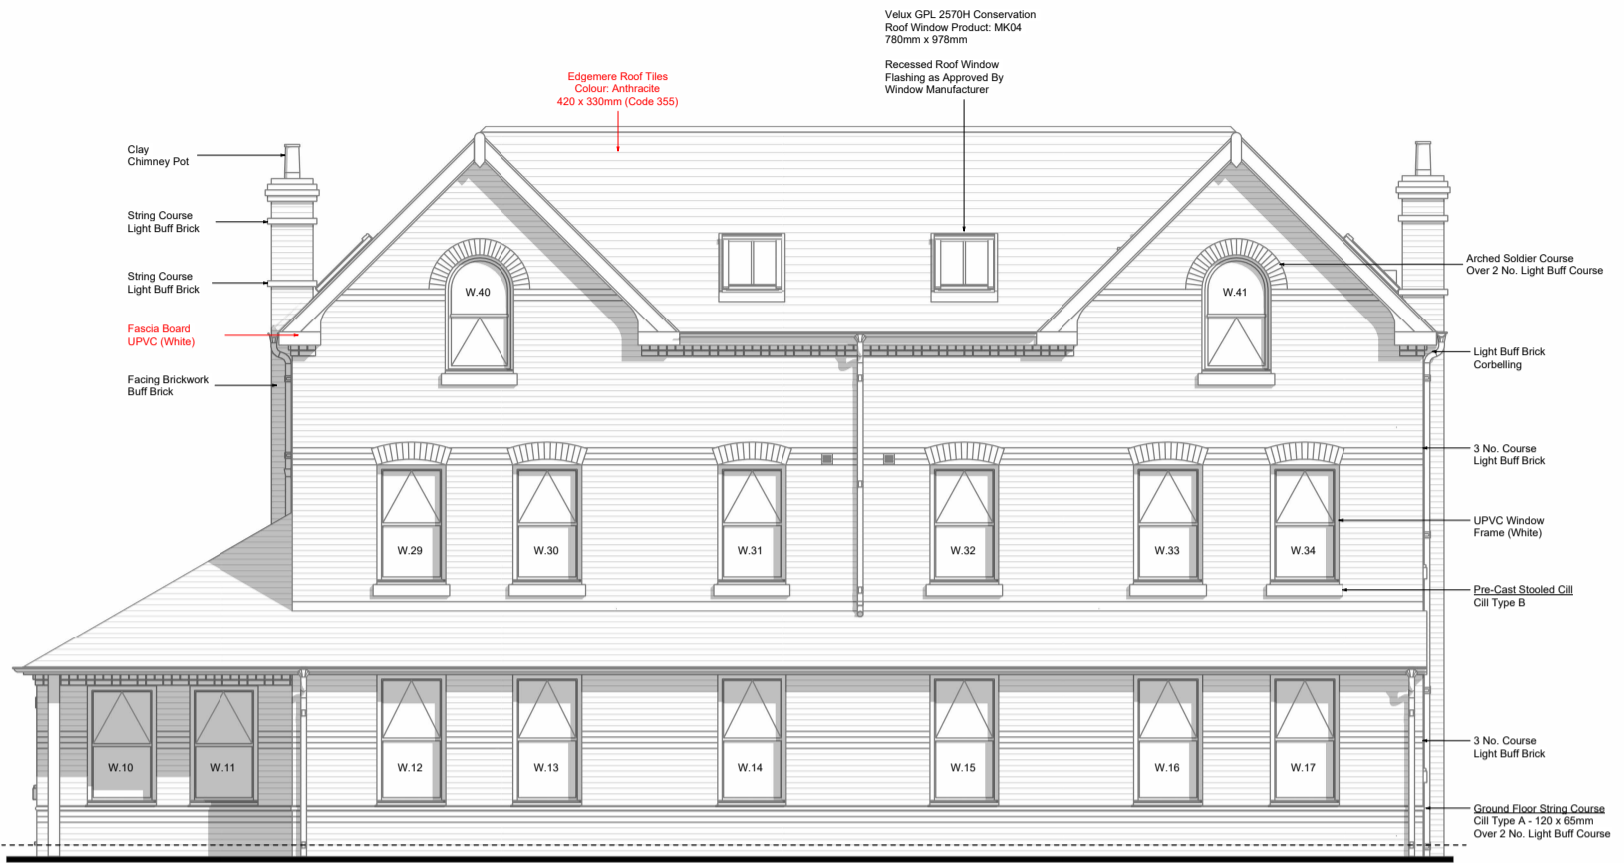 Velux GPL 2570H Conservation
Roof Window Product: MK04
780mm x 978mm
Recessed Roof Window
Flashing as Approved By
Window Manufacturer
Edgemere Roof Tiles
Colour: Anthracite
420 x 330mm (Code 355)
Clay
Chimney Pot
String Course
Light Buff Brick
String Course
Light Buff Brick
Fascia Board
UPVC (White)
Facing Brickwork
Buff Brick
Arched Soldier Course
Over 2 No. Light Buff Course
Light Buff Brick
Corbelling
3 No. Course
Light Buff Brick
UPVC Window
Frame (White)
Pre-Cast Stooled Cill
Cill Type B
3 No. Course
Light Buff Brick
Ground Floor String Course
Cill Type A - 120 x 65mm
Over 2 No. Light Buff Course
W.40
W.41
W.29
W.30
W.31
W.32
W.33
W.34
W.10
W.11
W.12
W.13
W.14
W.15
W.16
W.17